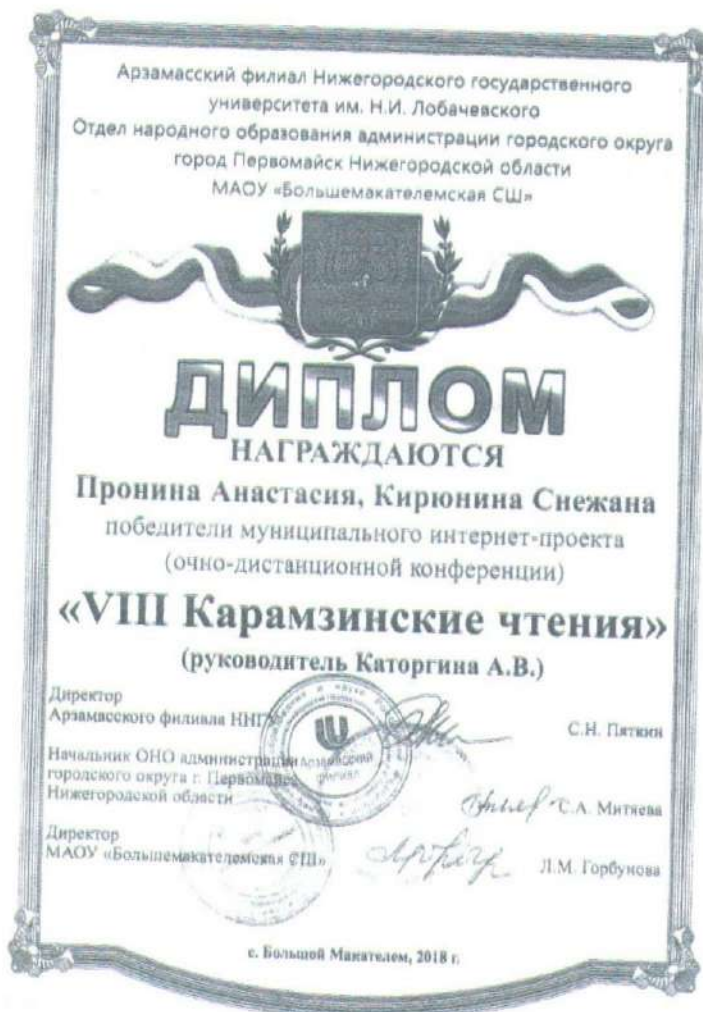 Арзамасский филиал Нижегородского государственного
университета им. Н.И. Лобачевского
Отдел народного образования администрации городского округа
город Первомайск Нижегородской области
МАОУ «Большемакателемская СШ»
ДИПЛОМ
НАГРАЖДАЮТСЯ
Пронина Анастасия, Кирюнина Снежана
победители муниципального интернет-проекта
(очно-дистанционной конференции)
«VIII Карамзинские чтения»
(руководитель Каторгина А.В.)
Директор
Арзамасского филиала ННГУ
С.Н. Пяткин
Начальник ОНО администрации
городского округа г. Первомайск
Нижегородской области
С.А. Митяева
Директор
МАОУ «Большемакателемская СШ»
Л.М. Горбунова
Арзамасский
филиал
с. Большой Макателем, 2018 г.